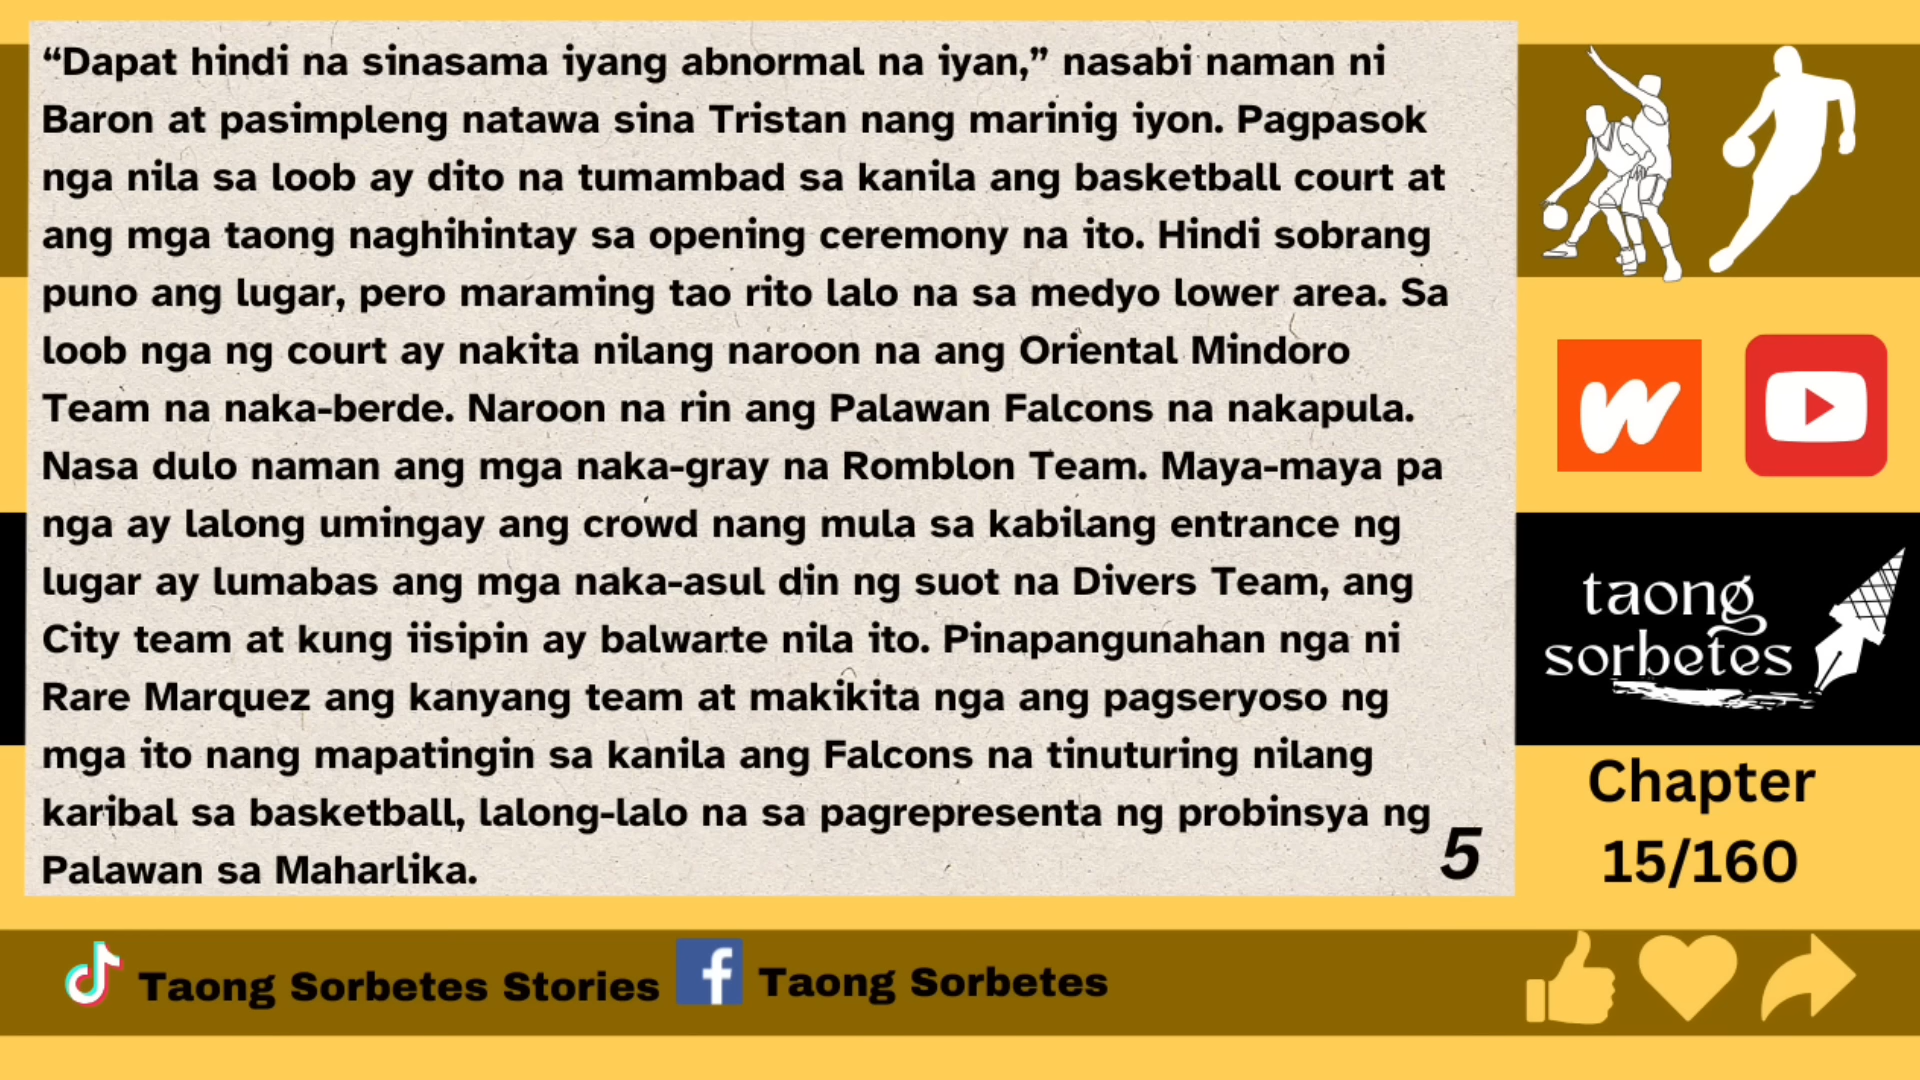 “Dapat hindi na sinasama iyang abnormal na iyan,” nasabi naman ni
Baron at pasimpleng natawa sina Tristan nang marinig iyon. Pagpasok
nga nila sa loob ay dito na tumambad sa kanila ang basketball court at
ang mga taong naghihintay sa opening ceremony na ito. Hindi sobrang
puno ang lugar, pero maraming tao rito lalo na sa medyo lower area. Sa
loob nga ng court ay nakita nilang naroon na ang Oriental Mindoro
Team na naka-berde. Naroon na rin ang Palawan Falcons na nakapula.
Nasa dulo naman ang mga naka-gray na Romblon Team. Maya-maya pa
nga ay lalong umingay ang crowd nang mula sa kabilang entrance ng
lugar ay lumabas ang mga naka-asul din ng suot na Divers Team, ang
City team at kung iisipin ay balwarte nila ito. Pinapangunahan nga ni
Rare Marquez ang kanyang team at makikita nga ang pagseryoso ng
mga ito nang mapatingin sa kanila ang Falcons na tinuturing nilang
karibal sa basketball, lalong-lalo na sa pagrepresenta ng probinsya ng
Palawan sa Maharlika.
5
taong
sorbetes
Chapter
15/160
Taong Sorbetes Stories
Taong Sorbetes